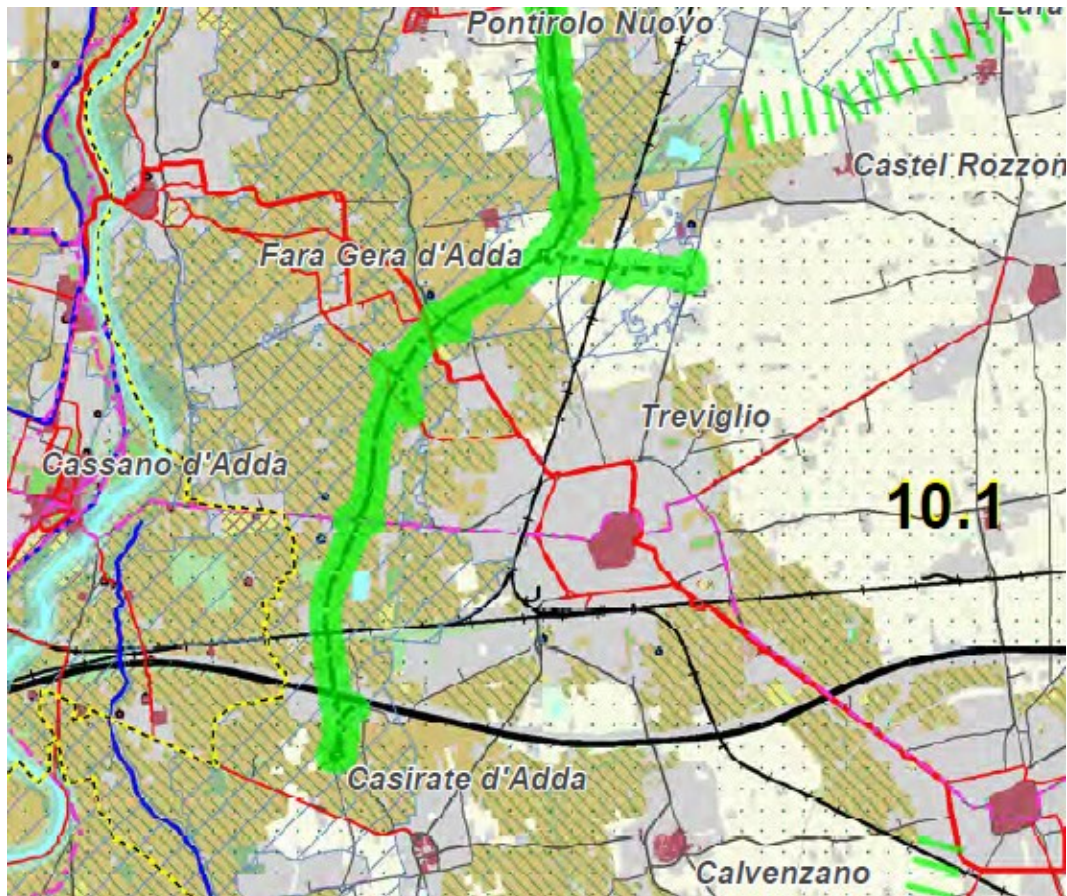 Pontirolo Nuovo
Castel Rozzon
Fara Gera d'Adda
Treviglio
Cassano d'Adda
10.1
Casirate d'Adda
Calvenzano